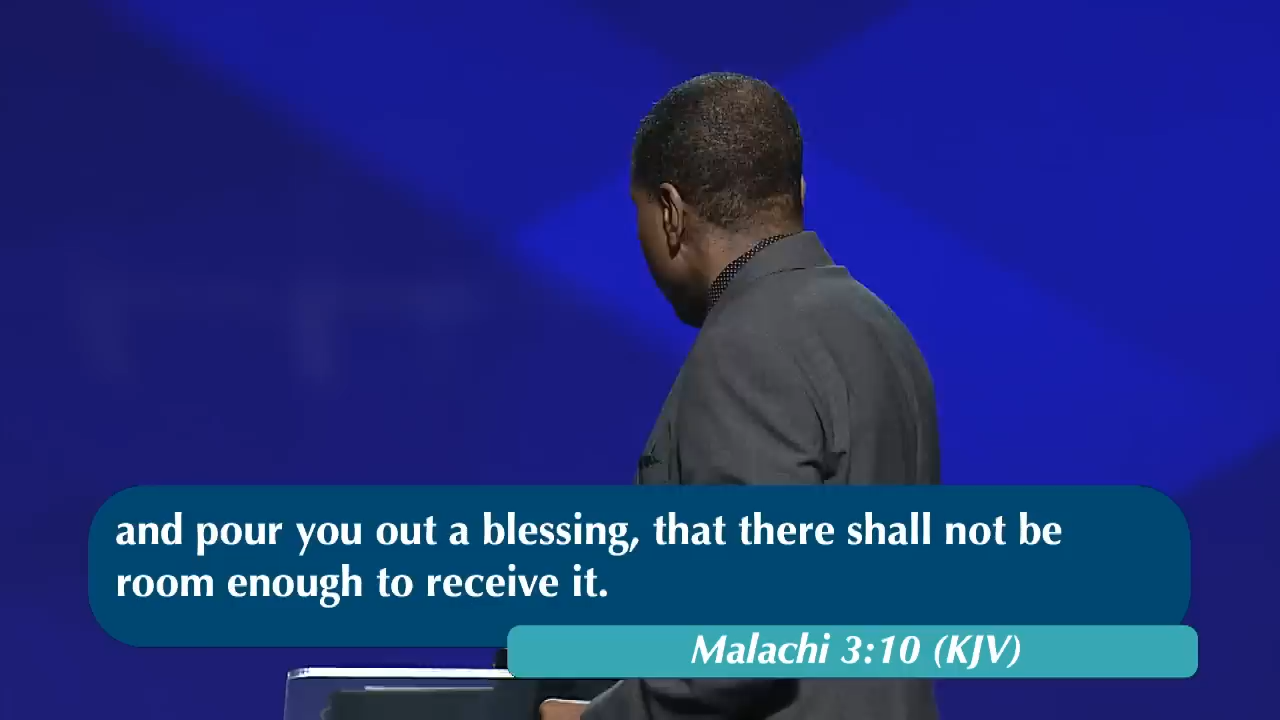 and pour you out a blessing, that there shall not be
room enough to receive it.
Malachi 3:10 (KJV)